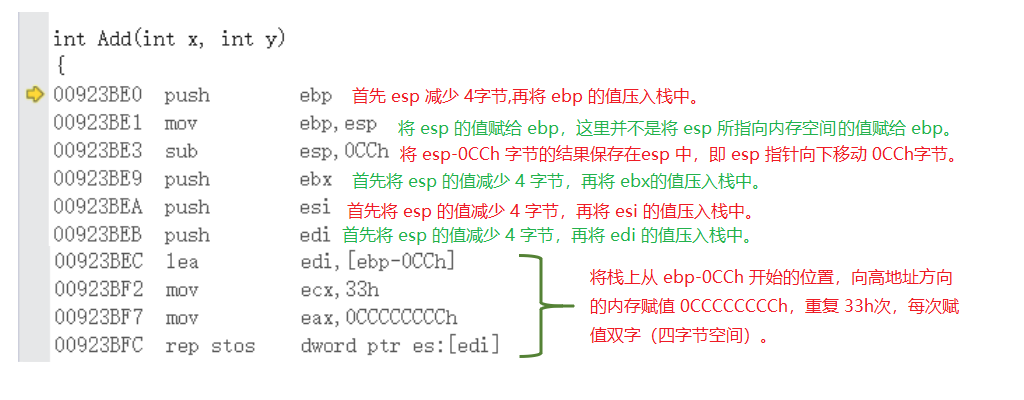 int Add(int x, int y)
{
00923BE0 push ebp 首先 esp 减少 4字节,再将 ebp 的值压入栈中。
00923BE1 mov ebp,esp 将 esp 的值赋给 ebp，这里并不是将 esp 所指向内存空间的值赋给 ebp。
00923BE3 sub esp,0CCh 将 esp-0CCh 字节的结果保存在esp 中，即 esp 指针向下移动 0CCh字节。
00923BE9 push ebx 首先将 esp 的值减少 4 字节，再将 ebx的值压入栈中。
00923BEA push esi 首先将 esp 的值减少 4 字节，再将 esi 的值压入栈中。
00923BEB push edi 首先将 esp 的值减少 4 字节，再将 edi 的值压入栈中。
00923BEC lea edi,[ebp-0CCh]
00923BF2 mov ecx,33h
00923BF7 mov eax,0CCCCCCCCh
00923BFC rep stos dword ptr es:[edi]
将栈上从 ebp-0CCh 开始的位置，向高地址方向
的内存赋值 0CCCCCCCCh，重复 33h次，每次赋
值双字（四字节空间）。